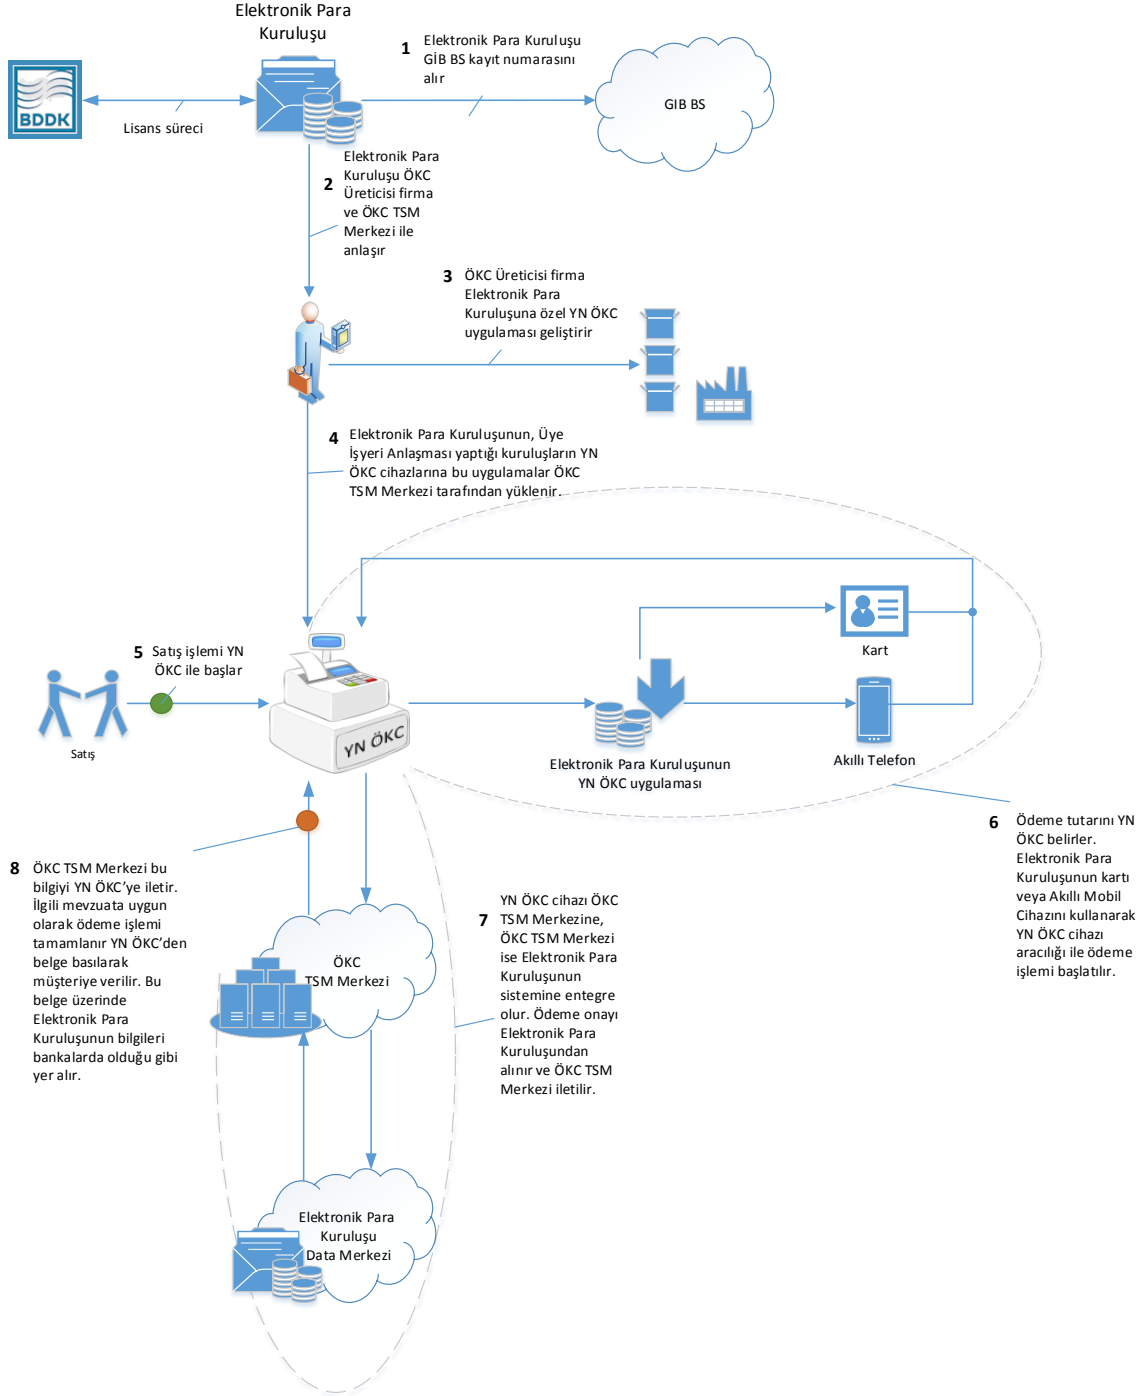 Elektronik Para
Kuruluşu
BDDK
Lisans süreci
1 Elektronik Para Kuruluşu
GİB BS kayıt numarasını
alır
GIB BS
2 Elektronik Para
Kuruluşu ÖKC
Üreticisi firma
ve ÖKC TSM
Merkezi ile
anlaşır
3 ÖKC Üreticisi firma
Elektronik Para
Kuruluşuna özel YN ÖKC
uygulaması geliştirir
4 Elektronik Para Kuruluşunun, Üye
İşyeri Anlaşması yaptığı kuruluşların YN
ÖKC cihazlarına bu uygulamalar ÖKC
TSM Merkezi tarafından yüklenir.
5 Satış işlemi YN
ÖKC ile başlar
Satış
YN ÖKC
Elektronik Para Kuruluşunun
YN ÖKC uygulaması
Kart
Akıllı Telefon
6 Ödeme tutarını YN
ÖKC belirler.
Elektronik Para
Kuruluşunun kartı
veya Akıllı Mobil
Cihazını kullanarak
YN ÖKC cihazı
aracılığı ile ödeme
işlemi başlatılır.
7 YN ÖKC cihazı ÖKC
TSM Merkezine,
ÖKC TSM Merkezi
ise Elektronik Para
Kuruluşunun
sistemine entegre
olur. Ödeme onayı
Elektronik Para
Kuruluşundan
alınır ve ÖKC TSM
Merkezi iletilir.
8 ÖKC TSM Merkezi bu
bilgiyi YN ÖKC’ye iletir.
İlgili mevzuata uygun
olarak ödeme işlemi
tamamlanır YN ÖKC’den
belge basılarak
müşteriye verilir. Bu
belge üzerinde
Elektronik Para
Kuruluşunun bilgileri
bankalarda olduğu gibi
yer alır.
ÖKC
TSM Merkezi
Elektronik Para
Kuruluşu
Data Merkezi